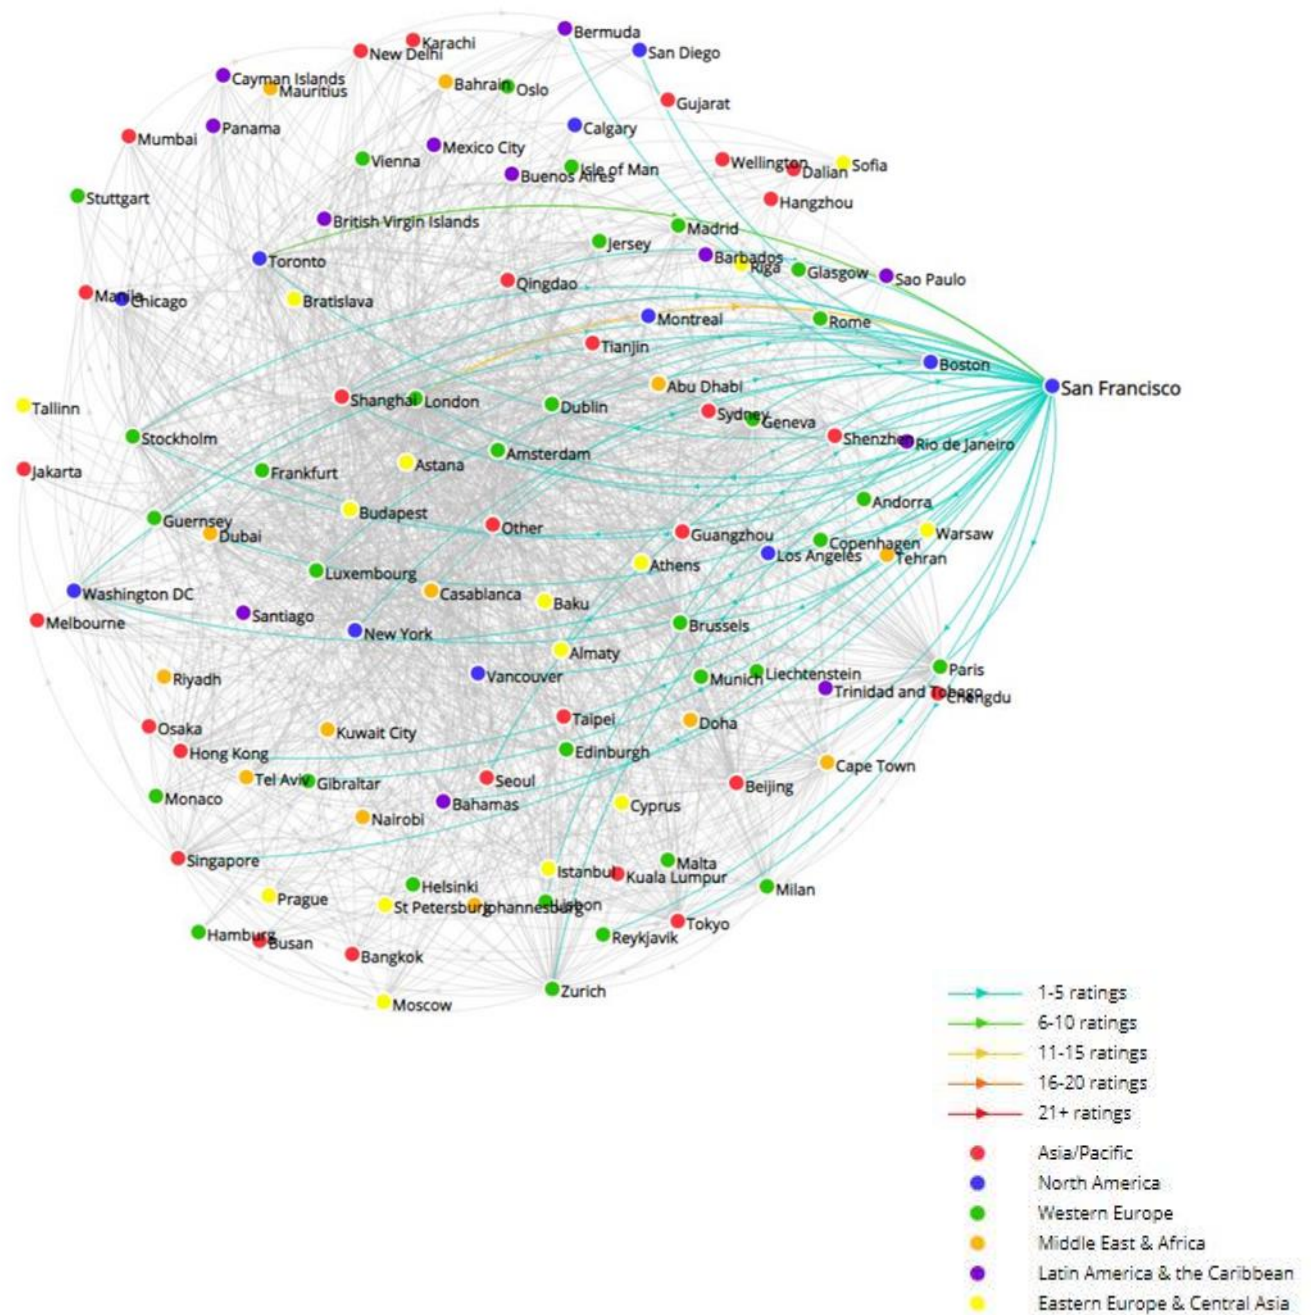 Bermuda
Karachi
New Delhi
San Diego
Cayman Islands
Mauritius
Bahrain
Oslo
Gujarat
Mumbai
Panama
Calgary
Mexico City
Vienna
Isle of Man
Buenos Aires
Wellington
Dalian
Sofia
Stuttgart
Hangzhou
British Virgin Islands
Madrid
Jersey
Toronto
Barbados
Riga
Glasgow
Sao Paulo
Qingdao
Manila
Chicago
Bratislava
Montreal
Rome
Tianjin
Boston
Abu Dhabi
San Francisco
Tallinn
Shanghai
London
Dublin
Sydney
Geneva
Stockholm
Shenzhen
Rio de Janeiro
Jakarta
Frankfurt
Astana
Amsterdam
Andorra
Guernsey
Dubai
Budapest
Other
Guangzhou
Copenhagen
Warsaw
Los Angeles
Tehran
Luxembourg
Athens
Washington DC
Casablanca
Baku
Melbourne
Santiago
New York
Brussels
Almaty
Riyadh
Vancouver
Munich
Liechtenstein
Paris
Trinidad and Tobago
Chengdu
Osaka
Kuwait City
Taipei
Doha
Hong Kong
Edinburgh
Cape Town
Tel Aviv
Gibraltar
Seoul
Beijing
Monaco
Bahamas
Cyprus
Nairobi
Singapore
Istanbul
Kuala Lumpur
Malta
Prague
Helsinki
Milan
St Petersburg
Johannesburg
Lisbon
Hamburg
Busan
Reykjavik
Tokyo
Bangkok
Moscow
Zurich
1-5 ratings
6-10 ratings
11-15 ratings
16-20 ratings
21+ ratings
Asia/Pacific
North America
Western Europe
Middle East & Africa
Latin America & the Caribbean
Eastern Europe & Central Asia